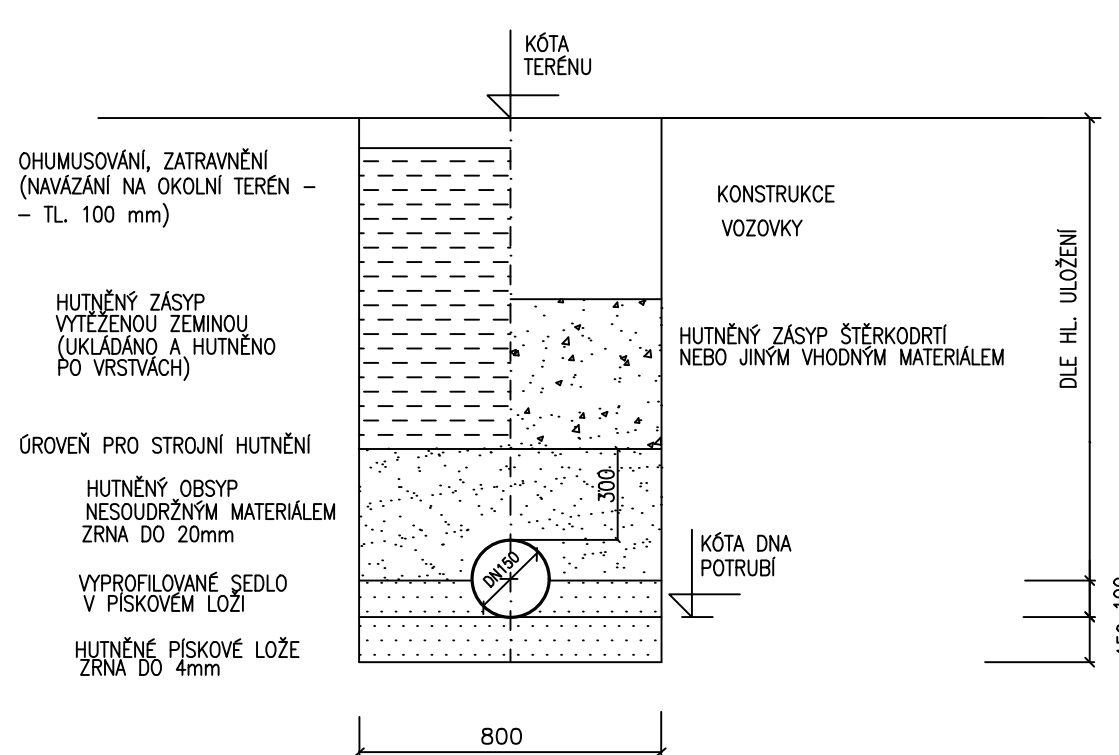 KÓTA
TERÉNU
OHUMUSOVÁNÍ, ZATRAVNĚNÍ
(NAVÁZÁNÍ NA OKOLNÍ TERÉN –
– TL. 100 mm)
KONSTRUKCE
VOZOVKY
HUTNĚNÝ ZÁSYP
VYTĚŽENOU ZEMINOU
(UKLÁDÁNO A HUTNĚNO
PO VRSTVÁCH)
HUTNĚNÝ ZÁSYP ŠTĚRKODRTÍ
NEBO JINÝM VHODNÝM MATERIÁLEM
DLE HL. ULOŽENÍ
ÚROVEŇ PRO STROJNÍ HUTNĚNÍ
300
HUTNĚNÝ OBSYP
NESOUDRŽNÝM MATERIÁLEM
ZRNA DO 20mm
DN150
KÓTA DNA
POTRUBÍ
VYPROFILOVANÉ SEDLO
V PÍSKOVÉM LOŽI
HUTNĚNÉ PÍSKOVÉ LOŽE
ZRNA DO 4mm
800